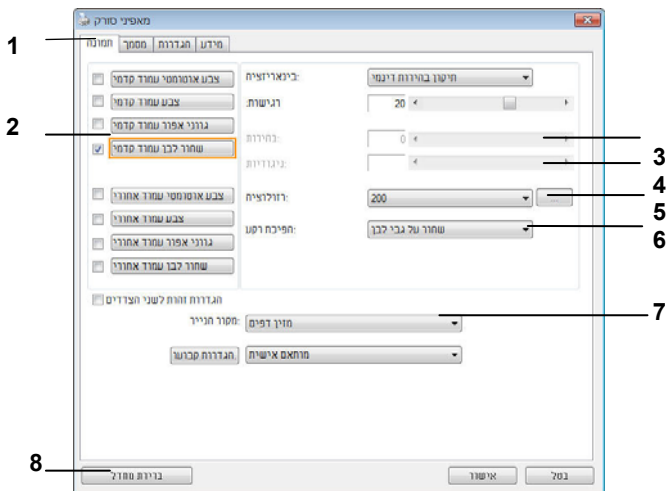 מאפיני סורק
1
תמונה
מסמך
הגדרות
מידע
2
צבע אוטומטי עמוד קדמי
צבע עמוד קדמי
גווני אפור עמוד קדמי
שחור לבן עמוד קדמי
צבע אוטומטי עמוד אחורי
צבע עמוד אחורי
גווני אפור עמוד אחורי
שחור לבן עמוד אחורי
בינאריזציה:
תיקון בהירות דינמי
רגישות:
20
בהירות:
0
3
ניגודיות:
4
רזולוציה:
200
...
5
הפיכת רקע:
שחור על גבי לבן
6
הגדרות זהות לשני הצדדים
מקור הנייר:
מזין דפים
7
הגדרות קבועו
מותאם אישית
8
ברירת מחדל
אישור
בטל